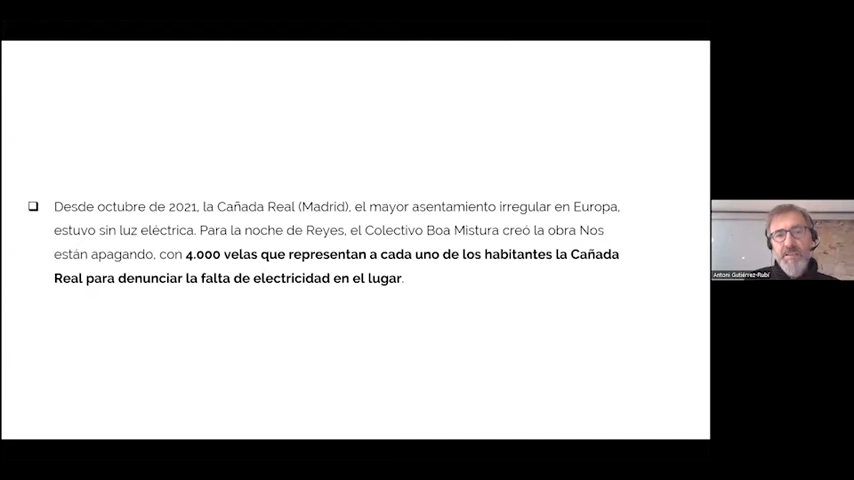 Desde octubre de 2021, la Cañada Real (Madrid), el mayor asentamiento irregular en Europa,
estuvo sin luz eléctrica. Para la noche de Reyes, el Colectivo Boa Mistura creó la obra Nos
están apagando, con 4.000 velas que representan a cada uno de los habitantes la Cañada
Real para denunciar la falta de electricidad en el lugar.
Antoni Gutiérrez-Rubí